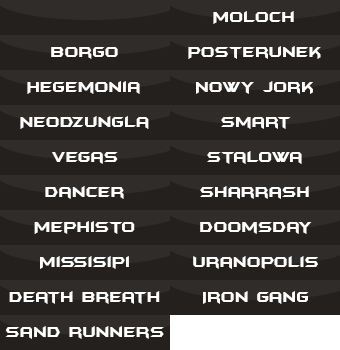 MOLOCH
BORGO POSTERUNEK
HEGEMONIA NOWY JORK
NEODZUNGLA SMART
VEGAS STALOWA
DANCER SHARRASH
MEPHISTO DOOMSDAY
MISSISIPI URANOPOLIS
DEATH BREATH IRON GANG
SAND RUNNERS